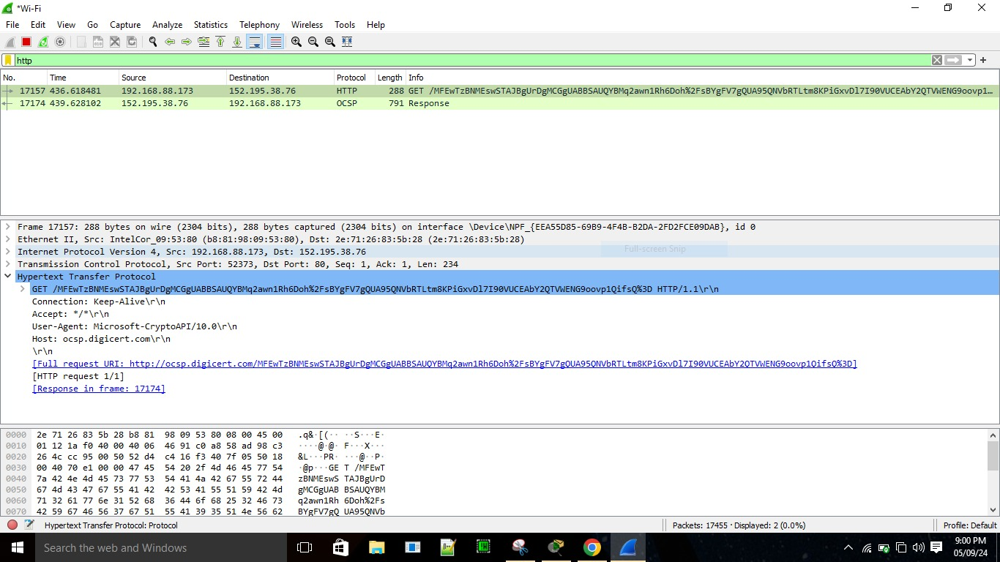 *Wi-Fi
File Edit View Go Capture Analyze Statistics Telephony Wireless Tools Help
http
No. Time Source Destination Protocol Length Info
17157 436.618481 192.168.88.173 152.195.38.76 HTTP 288 GET /MFEwTzBNMEswSTAJBgUrDgMCGgUABBSAUQYBMq2awn1Rh6Doh%2FsBYgFV7gQUA95QNVbRTLtm8KPiGxvDl7I90VUCEAbY2QTVWENG9oovp1…
17174 439.628102 152.195.38.76 192.168.88.173 OCSP 791 Response
Frame 17157: 288 bytes on wire (2304 bits), 288 bytes captured (2304 bits) on interface \Device\NPF_{EEA55D85-69B9-4F4B-B2DA-2FD2FCE09DAB}, id 0
Ethernet II, Src: IntelCor_09:53:80 (b8:81:98:09:53:80), Dst: 2e:71:26:83:5b:28 (2e:71:26:83:5b:28)
Internet Protocol Version 4, Src: 192.168.88.173, Dst: 152.195.38.76
Full-screen Snip
Transmission Control Protocol, Src Port: 52373, Dst Port: 80, Seq: 1, Ack: 1, Len: 234
Hypertext Transfer Protocol
GET /MFEwTzBNMEswSTAJBgUrDgMCGgUABBSAUQYBMq2awn1Rh6Doh%2FsBYgFV7gQUA95QNVbRTLtm8KPiGxvDl7I90VUCEAbY2QTVWENG9oovp1QifsQ%3D HTTP/1.1\r\n
Connection: Keep-Alive\r\n
Accept: */*\r\n
User-Agent: Microsoft-CryptoAPI/10.0\r\n
Host: ocsp.digicert.com\r\n
\r\n
[Full request URI: http://ocsp.digicert.com/MFEwTzBNMEswSTAJBgUrDgMCGgUABBSAUQYBMq2awn1Rh6Doh%2FsBYgFV7gQUA95QNVbRTLtm8KPiGxvDl7I90VUCEAbY2QTVWENG9oovp1QifsQ%3D]
[HTTP request 1/1]
[Response in frame: 17174]
0000 2e 71 26 83 5b 28 b8 81 98 09 53 80 08 00 45 00 .q&·[(·· ··S···E·
0010 01 12 1a f0 40 00 40 06 46 91 c0 a8 58 ad 98 c3 ····@·@· F···X···
0020 26 4c cc 95 00 50 52 d4 c4 16 f3 40 7f 05 50 18 &L···PR· ···@··P·
0030 00 40 70 e1 00 00 47 45 54 20 2f 4d 46 45 77 54 ·@p···GE T /MFEwT
0040 7a 42 4e 4d 45 73 77 53 54 41 4a 42 67 55 72 44 zBNMEswS TAJBgUrD
0050 67 4d 43 47 67 55 41 42 42 53 41 55 51 59 42 4d gMCGgUAB BSAUQYBM
0060 71 32 61 77 6e 31 52 68 36 44 6f 68 25 32 46 73 q2awn1Rh 6Doh%2Fs
0070 42 59 67 46 56 37 67 51 55 41 39 35 51 4e 56 62 BYgFV7gQ UA95QNVb
Hypertext Transfer Protocol: Protocol
Packets: 17455 · Displayed: 2 (0.0%)
Profile: Default
Search the web and Windows
9:00 PM
05/09/24